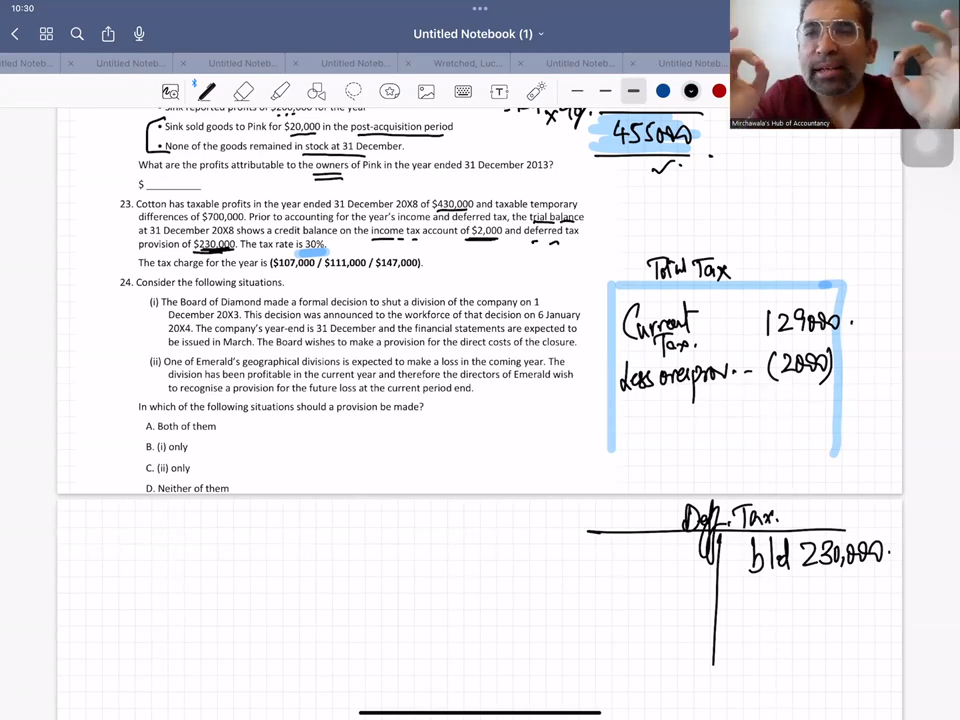 10:30
Untitled Notebook (1)
led Noteb...
Untitled Noteb...
Untitled Noteb...
Untitled Noteb...
Wretched, Luc...
Untitled Noteb...
Untitled Noteb...
Mirchawala's Hub of Accountancy
• Sink reported profits of $200,000 for the year
• Sink sold goods to Pink for $20,000 in the post-acquisition period
• None of the goods remained in stock at 31 December.
What are the profits attributable to the owners of Pink in the year ended 31 December 2013?
$ __________
455000
23. Cotton has taxable profits in the year ended 31 December 20X8 of $430,000 and taxable temporary
differences of $700,000. Prior to accounting for the year's income and deferred tax, the trial balance
at 31 December 20X8 shows a credit balance on the income tax account of $2,000 and deferred tax
provision of $230,000. The tax rate is 30%.
The tax charge for the year is ($107,000 / $111,000 / $147,000).
24. Consider the following situations.
(i) The Board of Diamond made a formal decision to shut a division of the company on 1
December 20X3. This decision was announced to the workforce of that decision on 6 January
20X4. The company's year-end is 31 December and the financial statements are expected to
be issued in March. The Board wishes to make a provision for the direct costs of the closure.
(ii) One of Emerald's geographical divisions is expected to make a loss in the coming year. The
division has been profitable in the current year and therefore the directors of Emerald wish
to recognise a provision for the future loss at the current period end.
In which of the following situations should a provision be made?
A. Both of them
B. (i) only
C. (ii) only
D. Neither of them
Total Tax
Current Tax. 129000.
Less overprov. -- (2000)
Deff. Tax.
b/d 230,000.